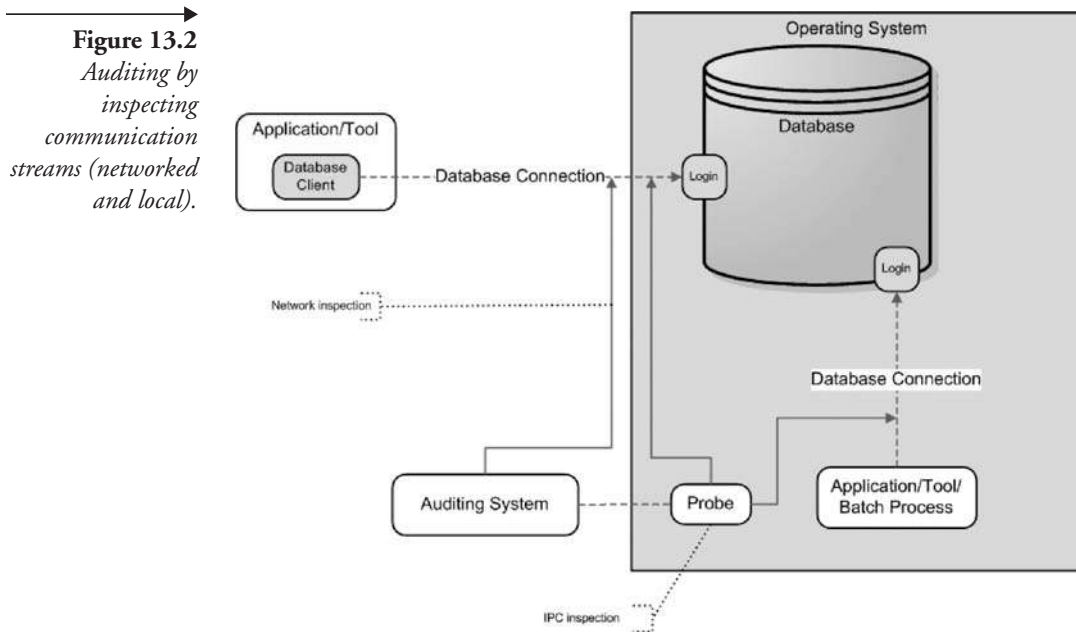 Figure 13.2
Auditing by
inspecting
communication
streams (networked
and local).
Operating System
Database
Application/Tool
Database
Client
Database Connection
Login
Login
Network inspection
Database Connection
Auditing System
Probe
Application/Tool/
Batch Process
IPC inspection